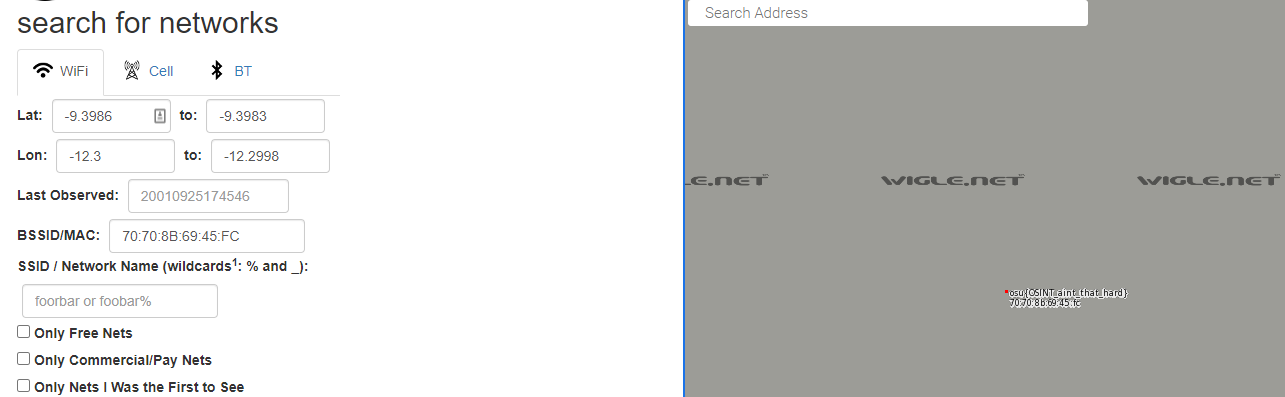 search for networks
WiFi Cell BT
Lat: -9.3986 to: -9.3983
Lon: -12.3 to: -12.2998
Last Observed: 20010925174546
BSSID/MAC: 70:70:8B:69:45:FC
SSID / Network Name (wildcards1: % and _):
foorbar or foobar%
Only Free Nets
Only Commercial/Pay Nets
Only Nets I Was the First to See
Search Address
LE.NET WIGLE.NET WIGLE.NET
osu{OSINT_aint_that_hard}
70:70:8b:69:45:fc